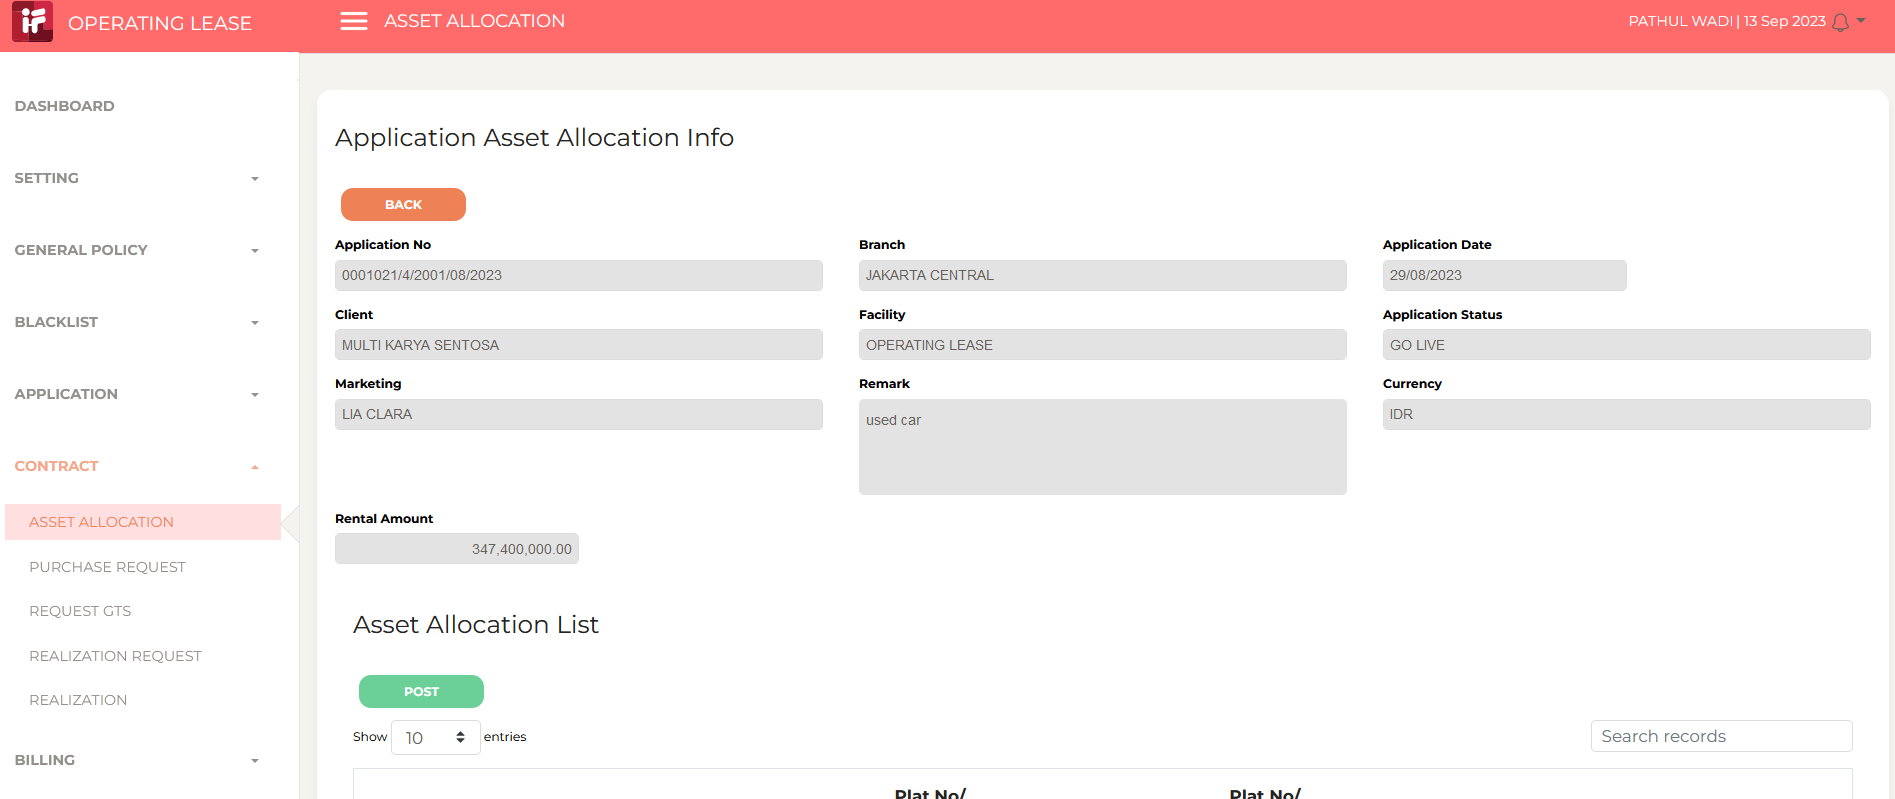 OPERATING LEASE
ASSET ALLOCATION
PATHUL WADI | 13 Sep 2023
DASHBOARD
SETTING
GENERAL POLICY
BLACKLIST
APPLICATION
CONTRACT
ASSET ALLOCATION
PURCHASE REQUEST
REQUEST GTS
REALIZATION REQUEST
REALIZATION
BILLING
Application Asset Allocation Info
BACK
Application No
0001021/4/2001/08/2023
Branch
JAKARTA CENTRAL
Application Date
29/08/2023
Client
MULTI KARYA SENTOSA
Facility
OPERATING LEASE
Application Status
GO LIVE
Marketing
LIA CLARA
Remark
used car
Currency
IDR
Rental Amount
347,400,000.00
Asset Allocation List
POST
Show 10 entries
Search records
Plat No/
Plat No/